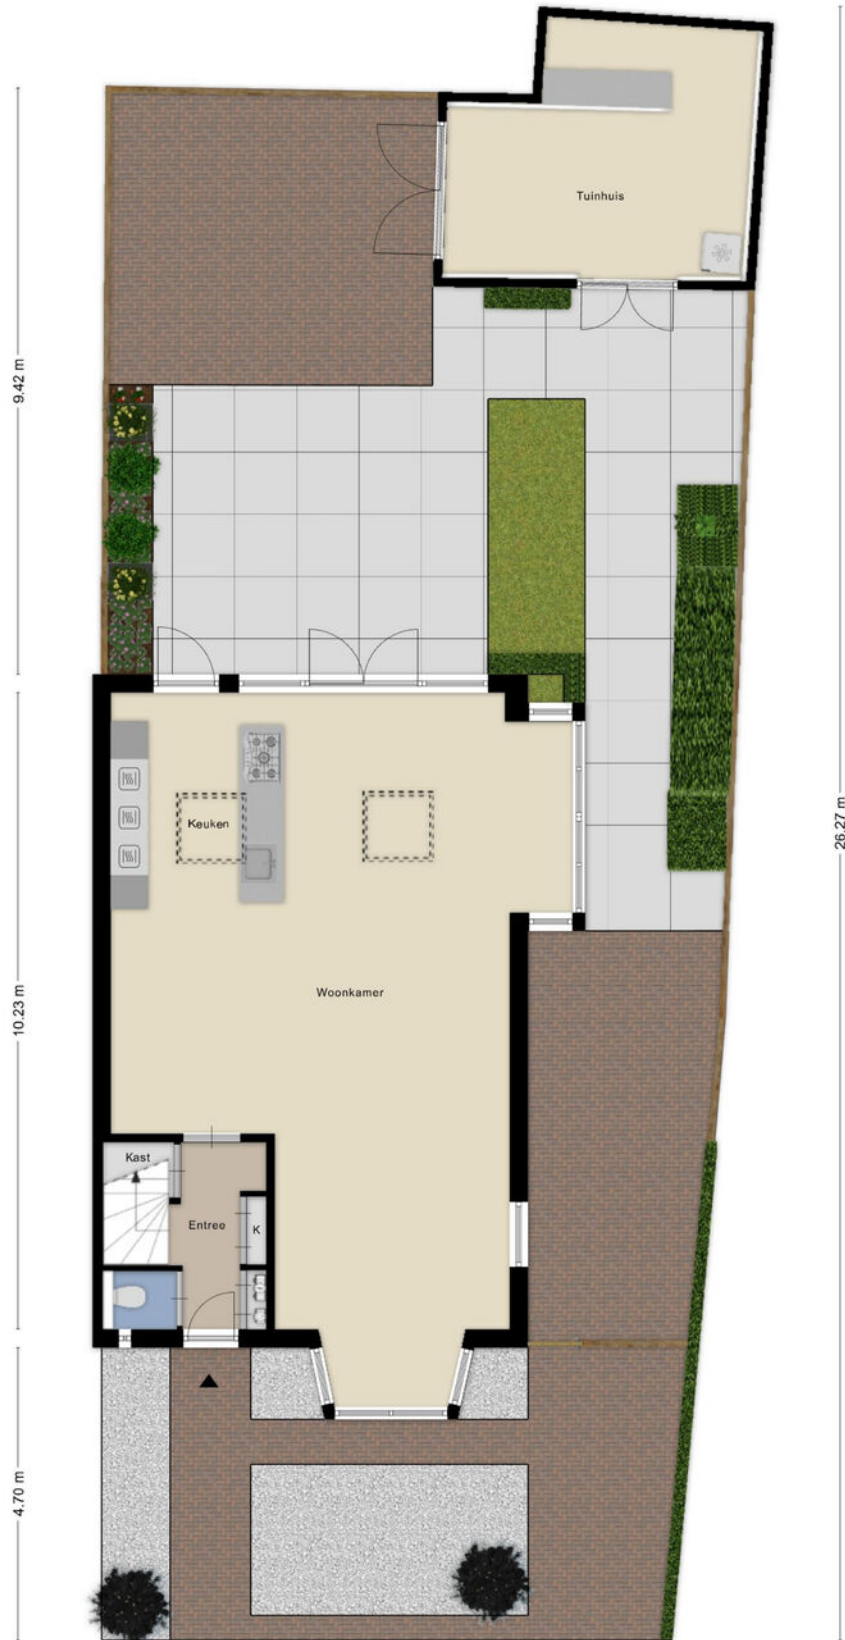 Tuinhuis
9.42 m
Keuken
26.27 m
Woonkamer
10.23 m
Kast
Entree
K
4.70 m